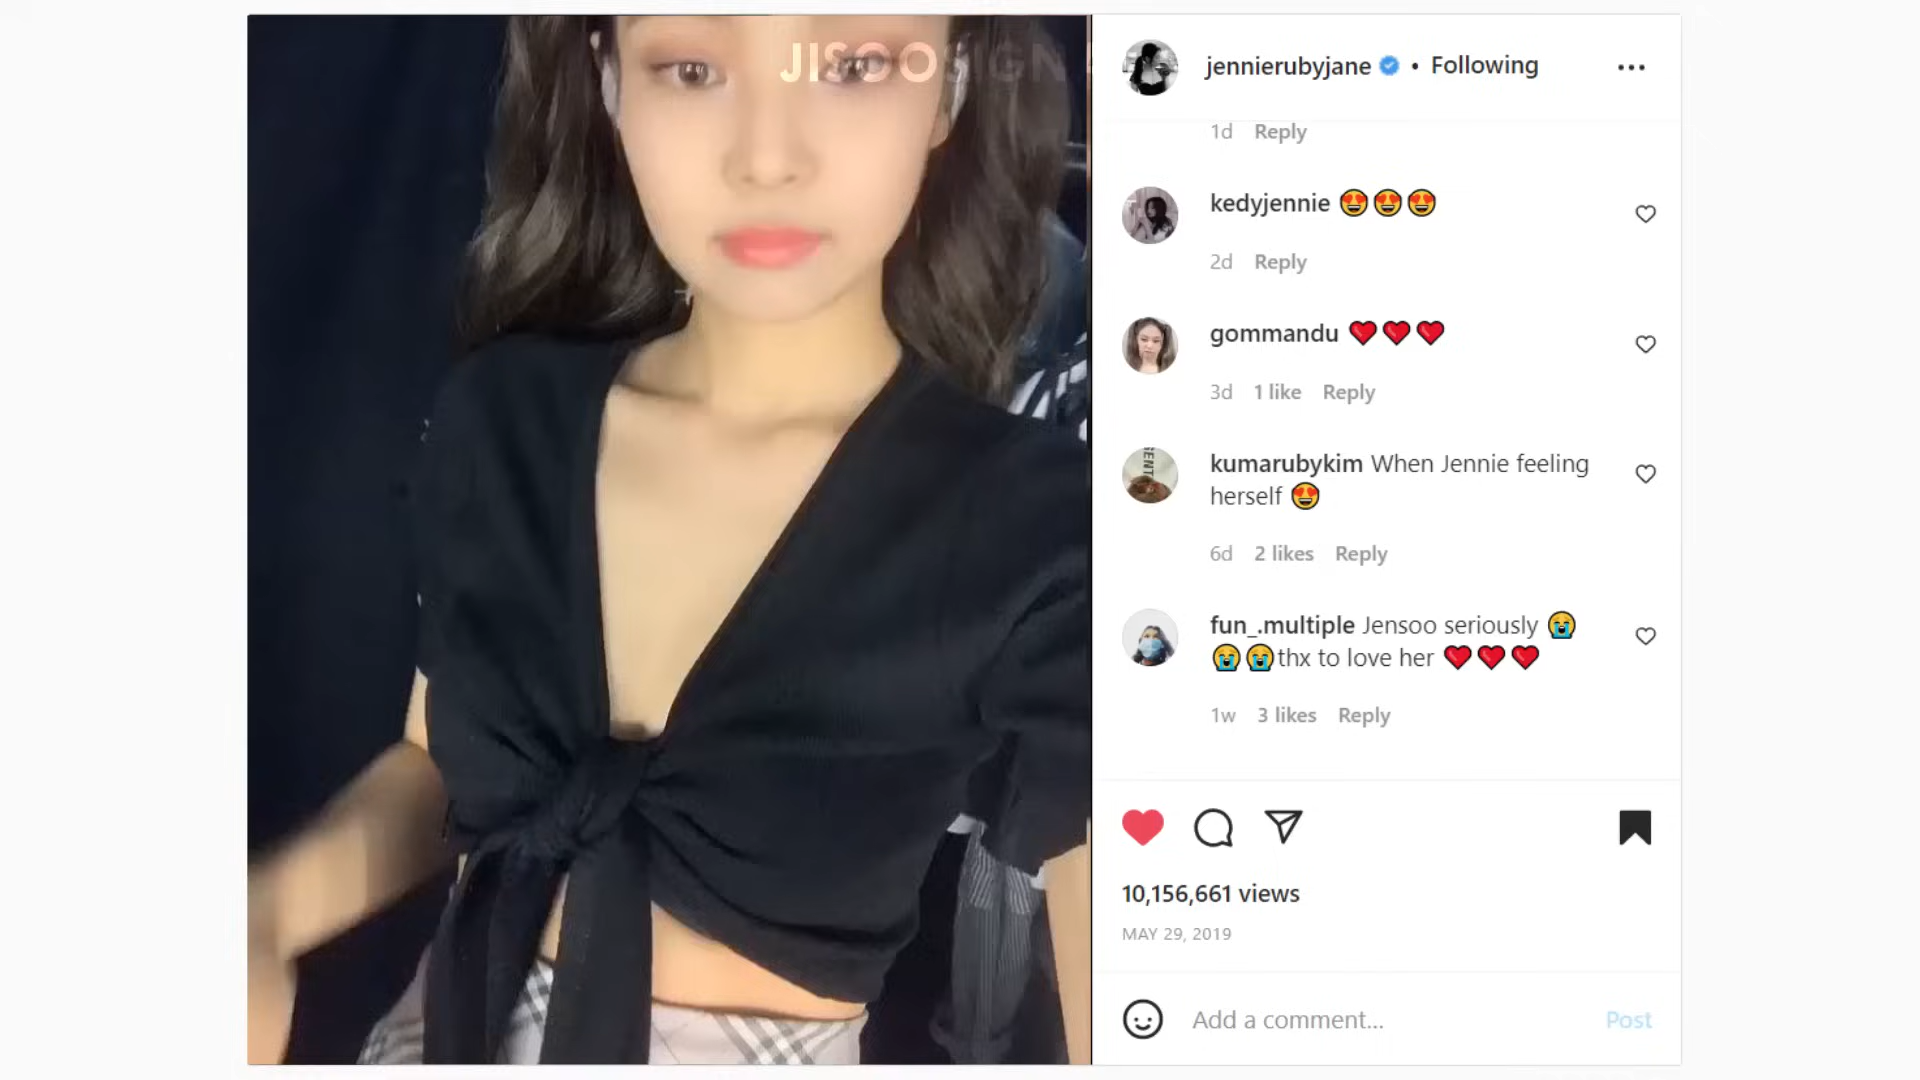 JISOO SIGN
jennierubyjane • Following
1d Reply
kedyjennie 😍😍😍
2d Reply
gommandu ❤️❤️❤️
3d 1 like Reply
kumarubykim When Jennie feeling
herself 😍
6d 2 likes Reply
fun_.multiple Jensoo seriously 😭
😭😭thx to love her ❤️❤️❤️
1w 3 likes Reply
10,156,661 views
MAY 29, 2019
Add a comment... Post